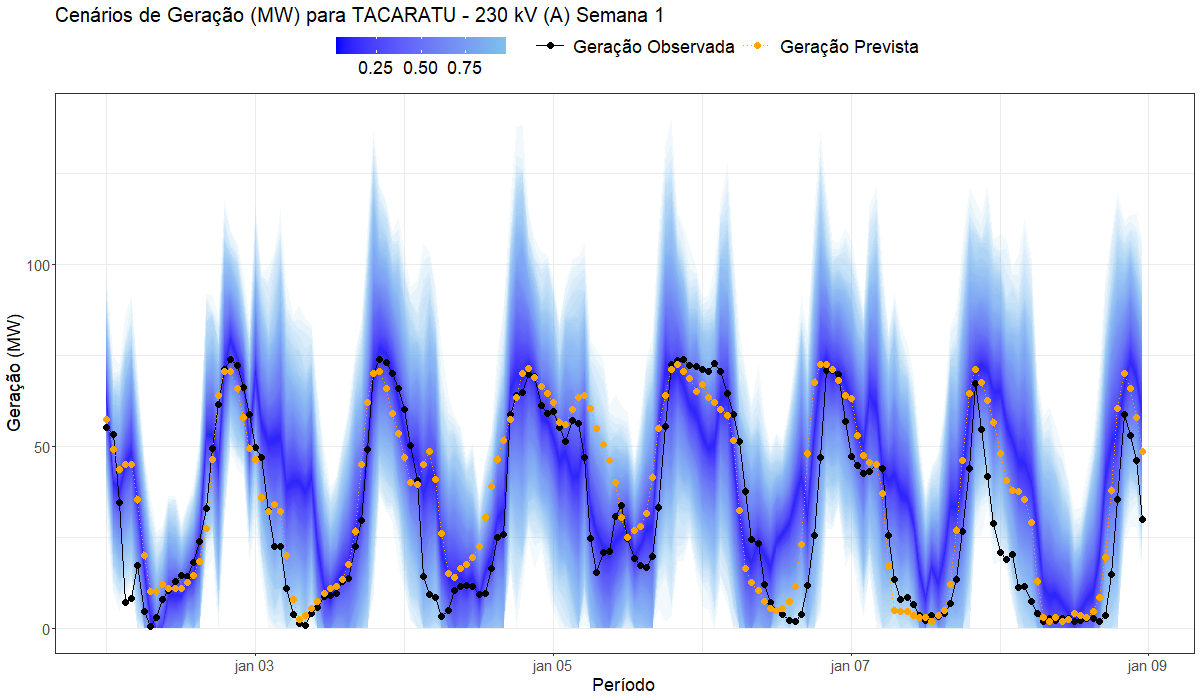 Cenários de Geração (MW) para TACARATU - 230 kV (A) Semana 1
0.25 0.50 0.75
Geração Observada Geração Prevista
Geração (MW)
100
50
0
jan 03 jan 05 jan 07 jan 09
Período